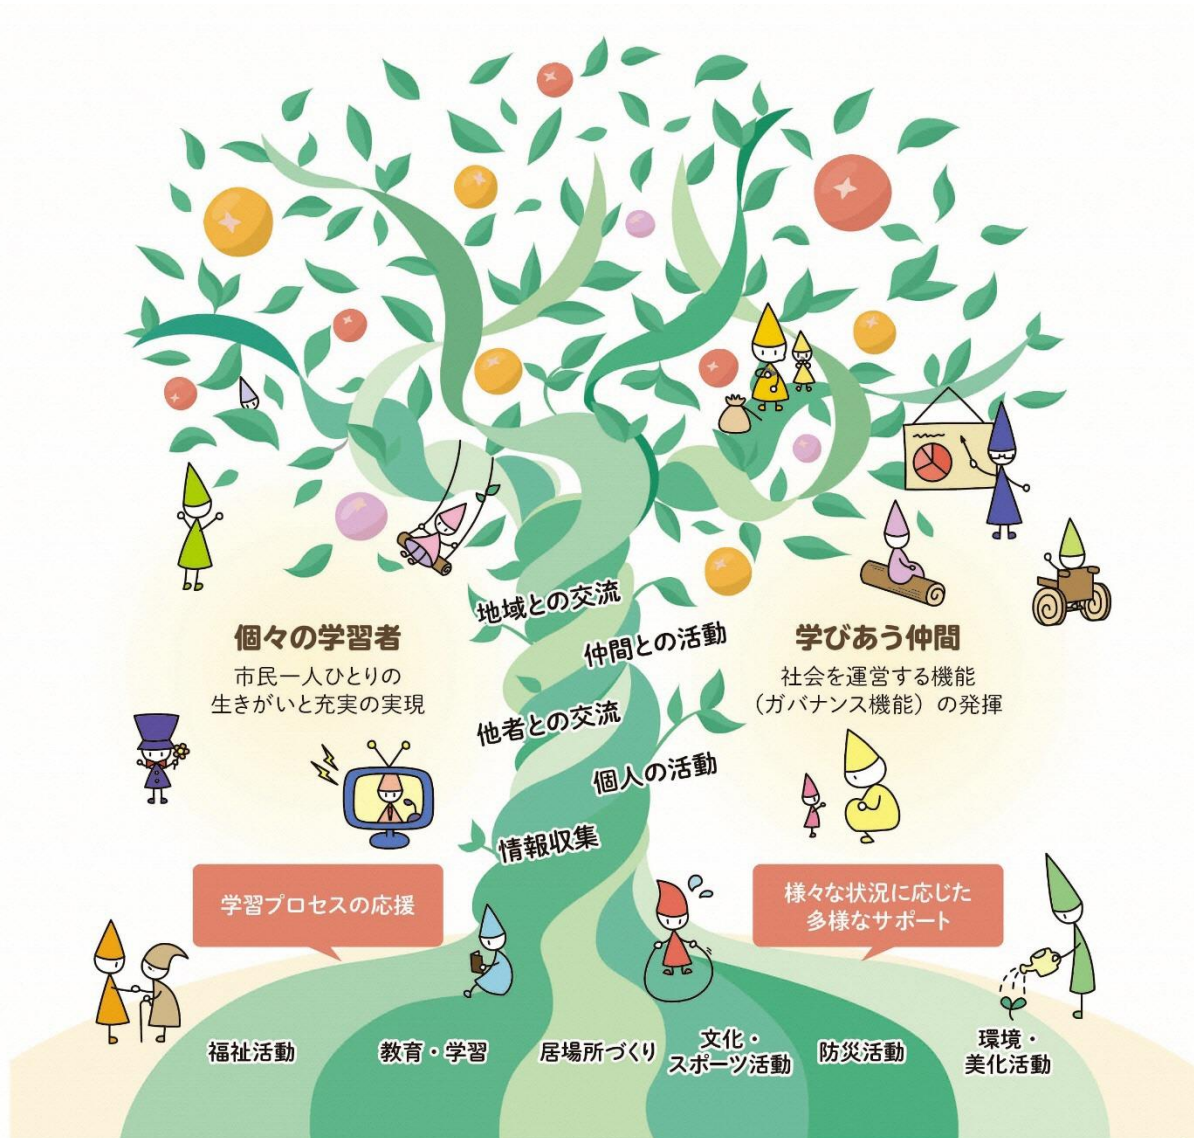 地域との交流
仲間との活動
個々の学習者
市民一人ひとりの
生きがいと充実の実現
学びあう仲間
社会を運営する機能
（ガバナンス機能）の発揮
他者との交流
個人の活動
情報収集
学習プロセスの応援
様々な状況に応じた
多様なサポート
福祉活動
教育・学習
居場所づくり
文化・
スポーツ活動
防災活動
環境・
美化活動